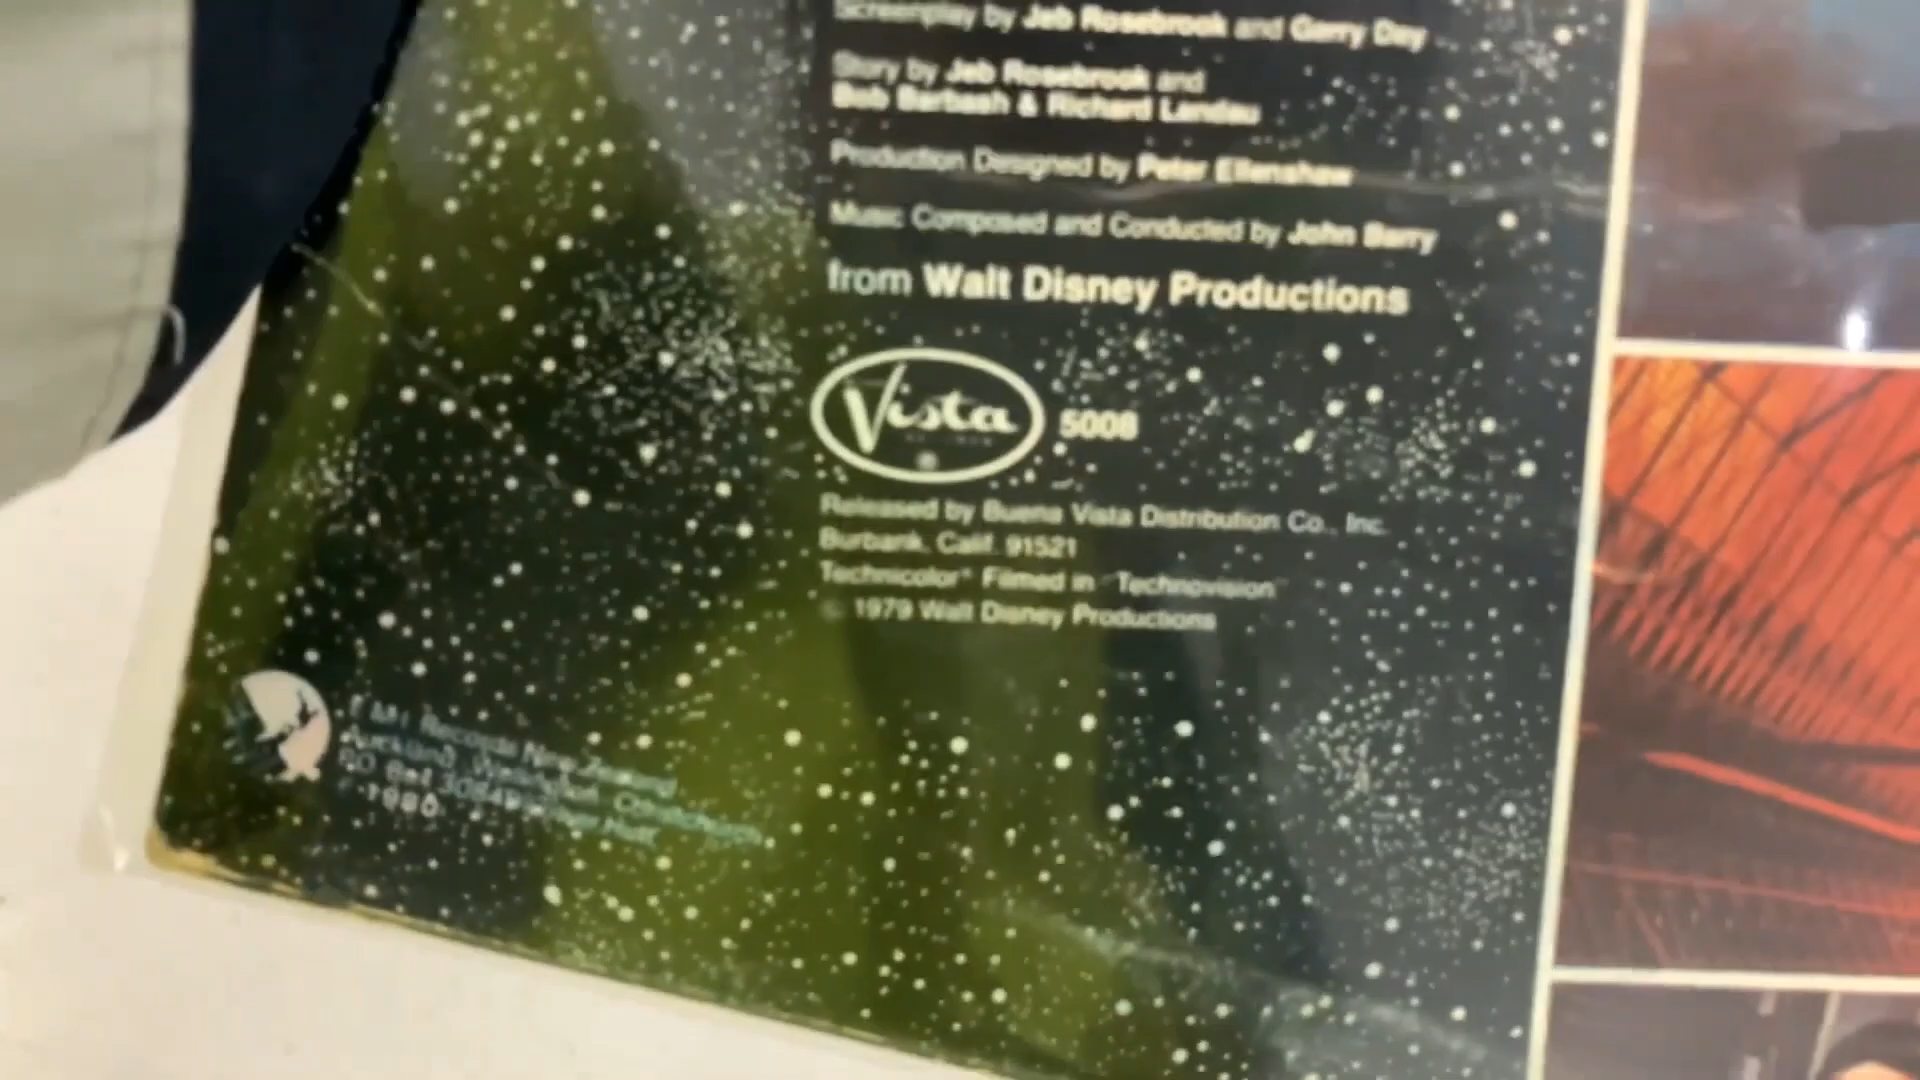 Screenplay by Jeb Rosebrook and Gerry Day
Story by Jeb Rosebrook and
Bob Barbash & Richard Landau
Production Designed by Peter Ellenshaw
Music Composed and Conducted by John Barry
from Walt Disney Productions
Vista 5008
Released by Buena Vista Distribution Co., Inc.
Burbank, Calif. 91521
Technicolor® Filmed in Technovision
© 1979 Walt Disney Productions
Records New Zealand
Auckland,
1980